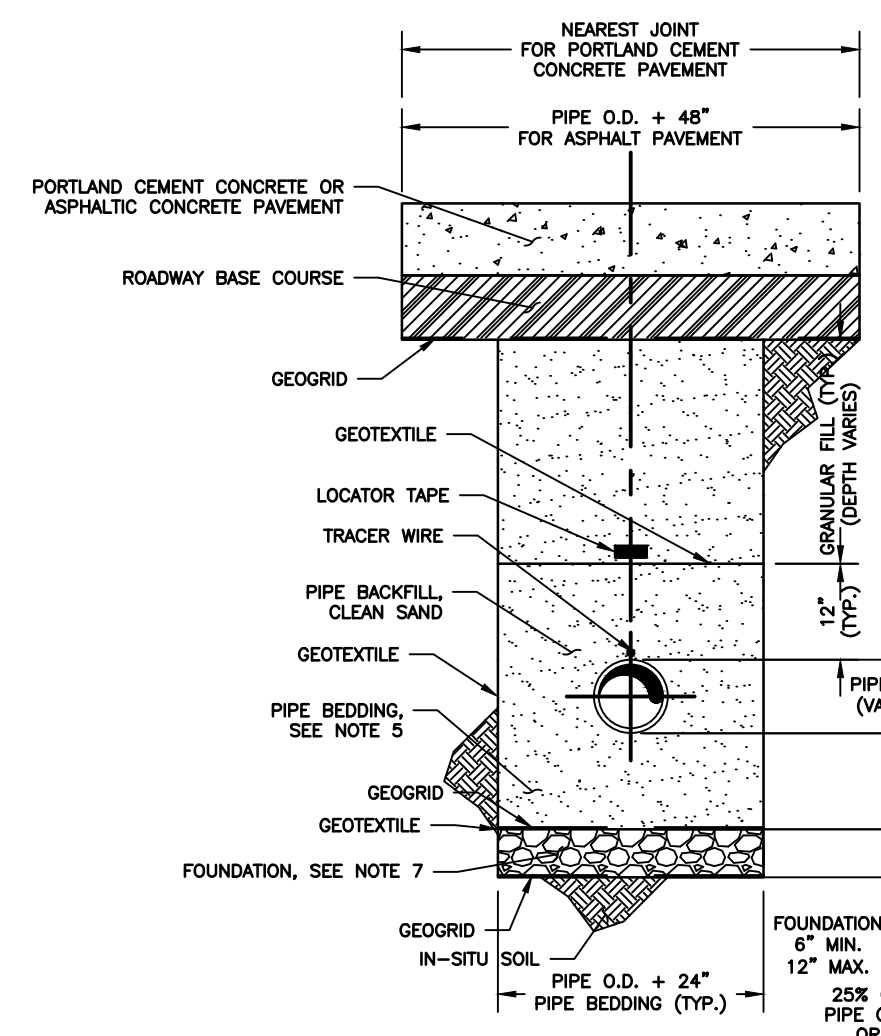 NEAREST JOINT
FOR PORTLAND CEMENT
CONCRETE PAVEMENT
PIPE O.D. + 48"
FOR ASPHALT PAVEMENT
PORTLAND CEMENT CONCRETE OR
ASPHALTIC CONCRETE PAVEMENT
ROADWAY BASE COURSE
GEOGRID
GRANULAR FILL (TYP.)
(DEPTH VARIES)
GEOTEXTILE
LOCATOR TAPE
TRACER WIRE
PIPE BACKFILL,
CLEAN SAND
12"
(TYP.)
GEOTEXTILE
PIPE BEDDING,
SEE NOTE 5
GEOGRID
GEOTEXTILE
FOUNDATION, SEE NOTE 7
GEOGRID
IN-SITU SOIL
PIPE O.D. + 24"
PIPE BEDDING (TYP.)
FOUNDATION
6" MIN.
12" MAX.
25%
PIPE